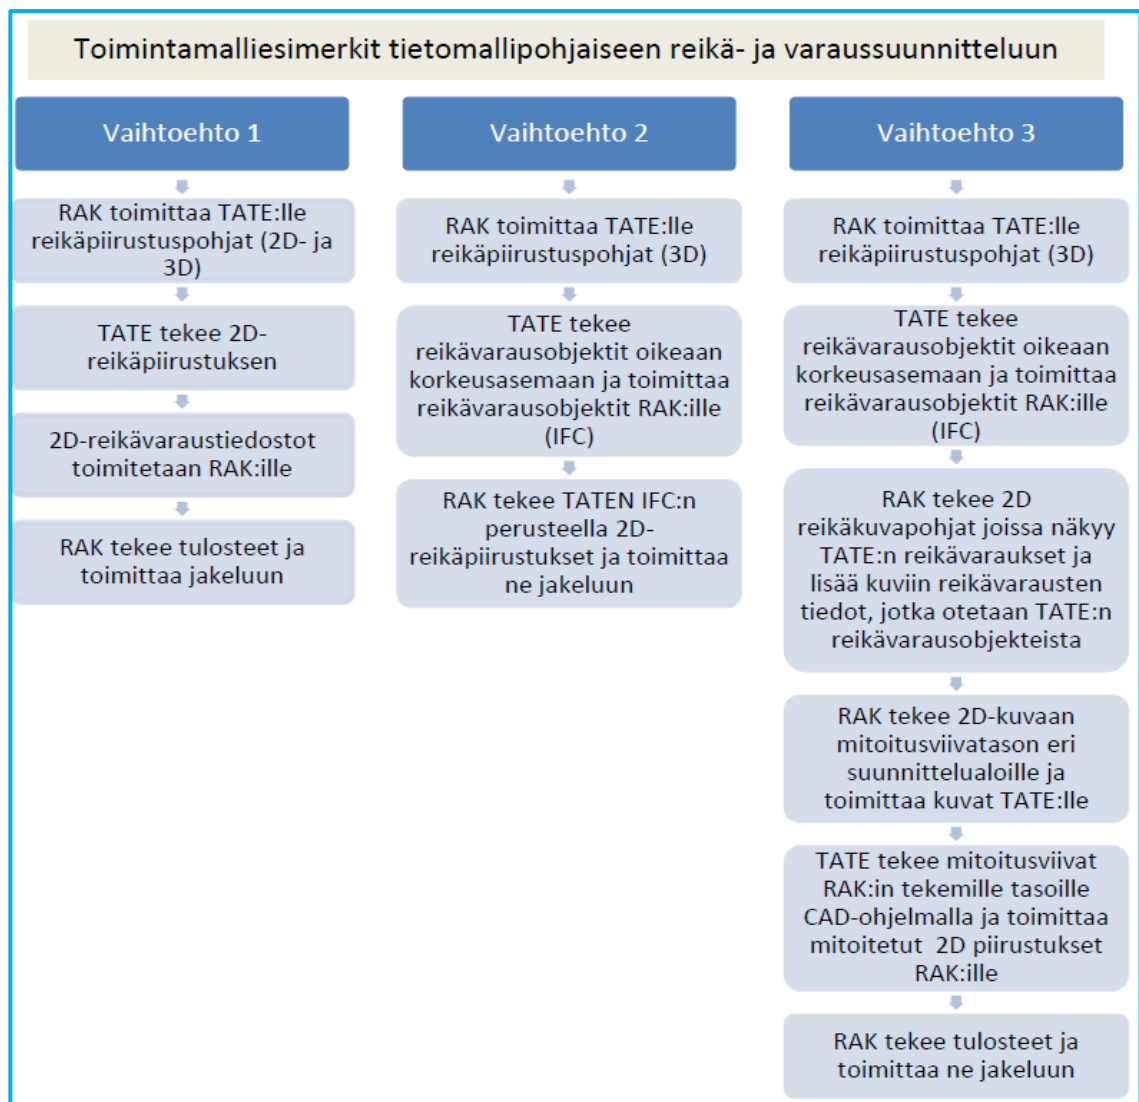 Toimintamalliesimerkit tietomallipohjaiseen reikä- ja varaussuunnitteluun
Vaihtoehto 1
RAK toimittaa TATE:lle
reikäpiirustuspohjat (2D- ja
3D)
TATE tekee 2D-
reikäpiirustuksen
2D-reikävaraustiedostot
toimitetaan RAK:ille
RAK tekee tulosteet ja
toimittaa jakeluun
Vaihtoehto 2
RAK toimittaa TATE:lle
reikäpiirustuspohjat (3D)
TATE tekee
reikävarausobjektit oikeaan
korkeusasemaan ja toimittaa
reikävarausobjektit RAK:ille
(IFC)
RAK tekee TATEN IFC:n
perusteella 2D-
reikäpiirustukset ja toimittaa
ne jakeluun
Vaihtoehto 3
RAK toimittaa TATE:lle
reikäpiirustuspohjat (3D)
TATE tekee
reikävarausobjektit oikeaan
korkeusasemaan ja toimittaa
reikävarausobjektit RAK:ille
(IFC)
RAK tekee 2D
reikäkuvapohjat joissa näkyy
TATE:n reikävaraukset ja
lisää kuviin reikävarausten
tiedot, jotka otetaan TATE:n
reikävarausobjekteista
RAK tekee 2D-kuvaan
mitoitusviivatason eri
suunnittelualoille ja
toimittaa kuvat TATE:lle
TATE tekee mitoitusviivat
RAK:in tekemille tasoille
CAD-ohjelmalla ja toimittaa
mitoitetut 2D piirustukset
RAK:ille
RAK tekee tulosteet ja
toimittaa ne jakeluun